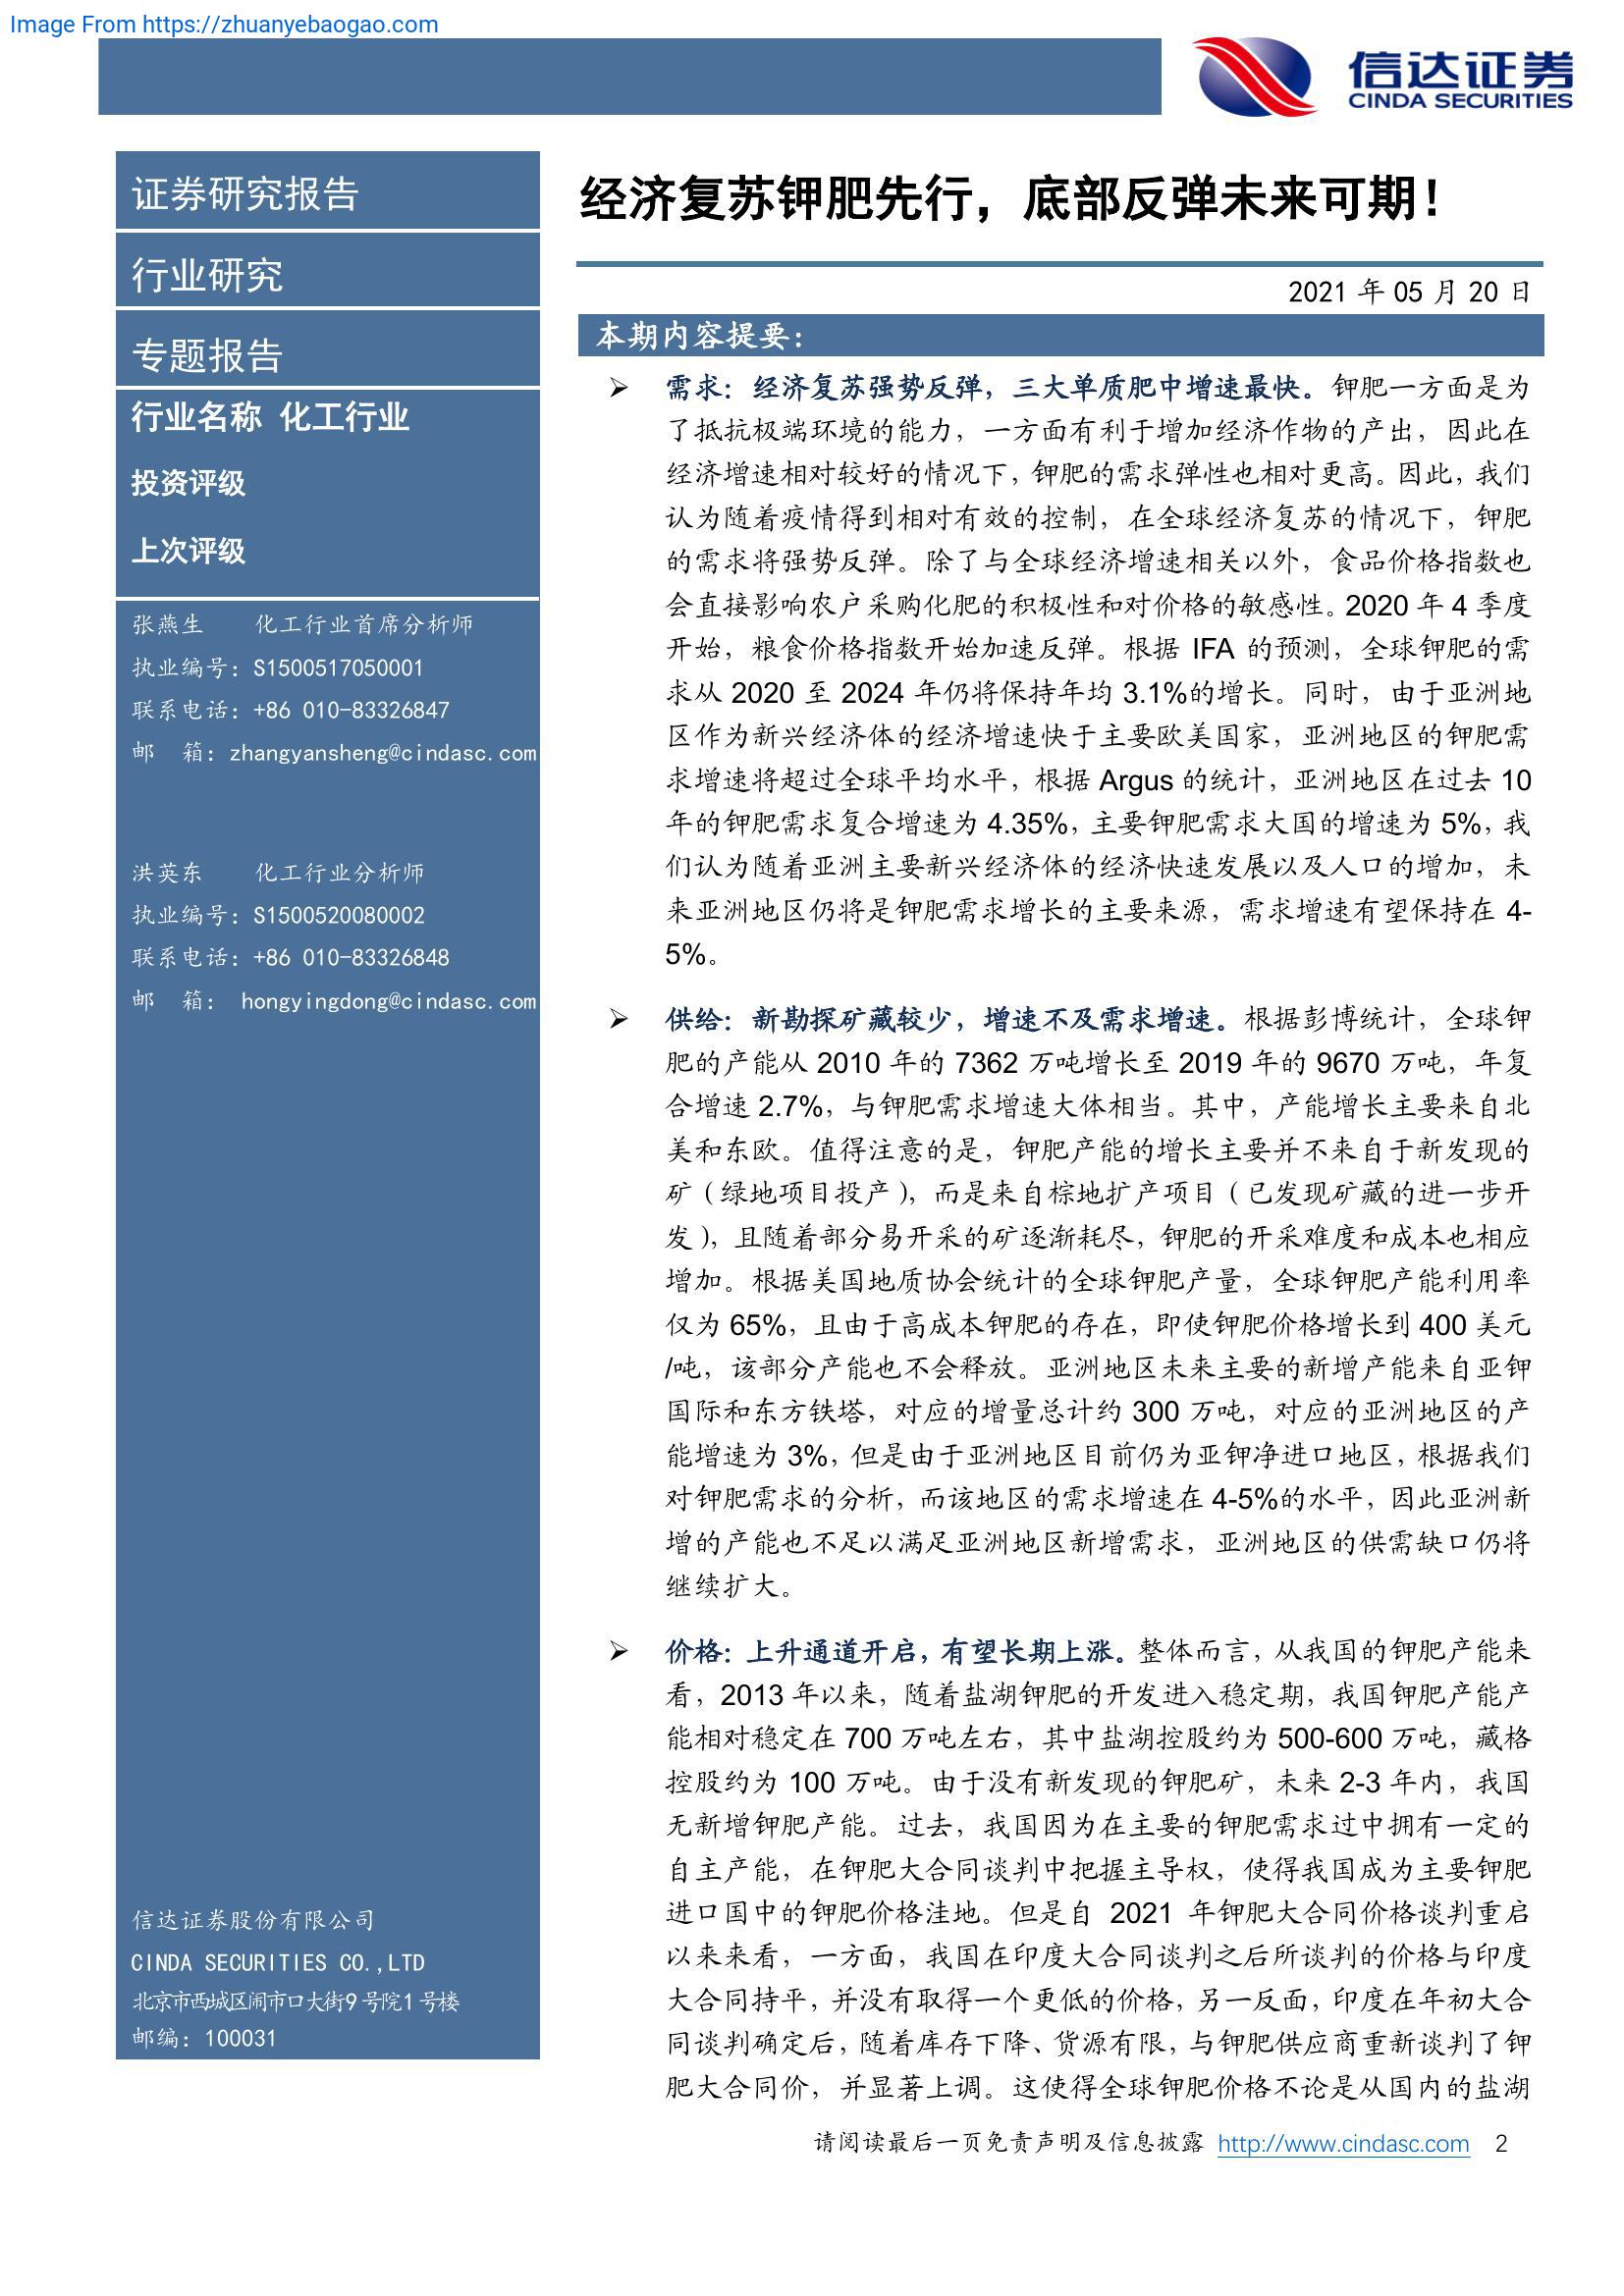 Image From https://zhuanyebaogao.com
信达证券
CINDA SECURITIES
证券研究报告
行业研究
专题报告
行业名称 化工行业
投资评级
上次评级
张燕生 化工行业首席分析师
执业编号：S1500517050001
联系电话：+86 010-83326847
邮 箱：zhangyansheng@cindasc.com
洪英东 化工行业分析师
执业编号：S1500520080002
联系电话：+86 010-83326848
邮 箱： hongyingdong@cindasc.com
信达证券股份有限公司
CINDA SECURITIES CO.,LTD
北京市西城区闹市口大街9号院1号楼
邮编：100031
经济复苏钾肥先行，底部反弹未来可期！
2021 年 05 月 20 日
本期内容提要：
➢ 需求：经济复苏强势反弹，三大单质肥中增速最快。钾肥一方面是为
了抵抗极端环境的能力，一方面有利于增加经济作物的产出，因此在
经济增速相对较好的情况下，钾肥的需求弹性也相对更高。因此，我们
认为随着疫情得到相对有效的控制，在全球经济复苏的情况下，钾肥
的需求将强势反弹。除了与全球经济增速相关以外，食品价格指数也
会直接影响农户采购化肥的积极性和对价格的敏感性。2020 年 4 季度
开始，粮食价格指数开始加速反弹。根据 IFA 的预测，全球钾肥的需
求从 2020 至 2024 年仍将保持年均 3.1%的增长。同时，由于亚洲地
区作为新兴经济体的经济增速快于主要欧美国家，亚洲地区的钾肥需
求增速将超过全球平均水平，根据 Argus 的统计，亚洲地区在过去 10
年的钾肥需求复合增速为 4.35%，主要钾肥需求大国的增速为 5%，我
们认为随着亚洲主要新兴经济体的经济快速发展以及人口的增加，未
来亚洲地区仍将是钾肥需求增长的主要来源，需求增速有望保持在 4-
5%。
➢ 供给：新勘探矿藏较少，增速不及需求增速。根据彭博统计，全球钾
肥的产能从 2010 年的 7362 万吨增长至 2019 年的 9670 万吨，年复
合增速 2.7%，与钾肥需求增速大体相当。其中，产能增长主要来自北
美和东欧。值得注意的是，钾肥产能的增长主要并不来自于新发现的
矿（绿地项目投产），而是来自棕地扩产项目（已发现矿藏的进一步开
发），且随着部分易开采的矿逐渐耗尽，钾肥的开采难度和成本也相应
增加。根据美国地质协会统计的全球钾肥产量，全球钾肥产能利用率
仅为 65%，且由于高成本钾肥的存在，即使钾肥价格增长到 400 美元
/吨，该部分产能也不会释放。亚洲地区未来主要的新增产能来自亚钾
国际和东方铁塔，对应的增量总计约 300 万吨，对应的亚洲地区的产
能增速为 3%，但是由于亚洲地区目前仍为亚钾净进口地区，根据我们
对钾肥需求的分析，而该地区的需求增速在 4-5%的水平，因此亚洲新
增的产能也不足以满足亚洲地区新增需求，亚洲地区的供需缺口仍将
继续扩大。
➢ 价格：上升通道开启，有望长期上涨。整体而言，从我国的钾肥产能来
看，2013 年以来，随着盐湖钾肥的开发进入稳定期，我国钾肥产能产
能相对稳定在 700 万吨左右，其中盐湖控股约为 500-600 万吨，藏格
控股约为 100 万吨。由于没有新发现的钾肥矿，未来 2-3 年内，我国
无新增钾肥产能。过去，我国因为在主要的钾肥需求过中拥有一定的
自主产能，在钾肥大合同谈判中把握主导权，使得我国成为主要钾肥
进口国中的钾肥价格洼地。但是自 2021 年钾肥大合同价格谈判重启
以来来看，一方面，我国在印度大合同谈判之后所谈判的价格与印度
大合同持平，并没有取得一个更低的价格，另一反面，印度在年初大合
同谈判确定后，随着库存下降、货源有限，与钾肥供应商重新谈判了钾
肥大合同价，并显著上调。这使得全球钾肥价格不论是从国内的盐湖
请阅读最后一页免责声明及信息披露 http://www.cindasc.com 2